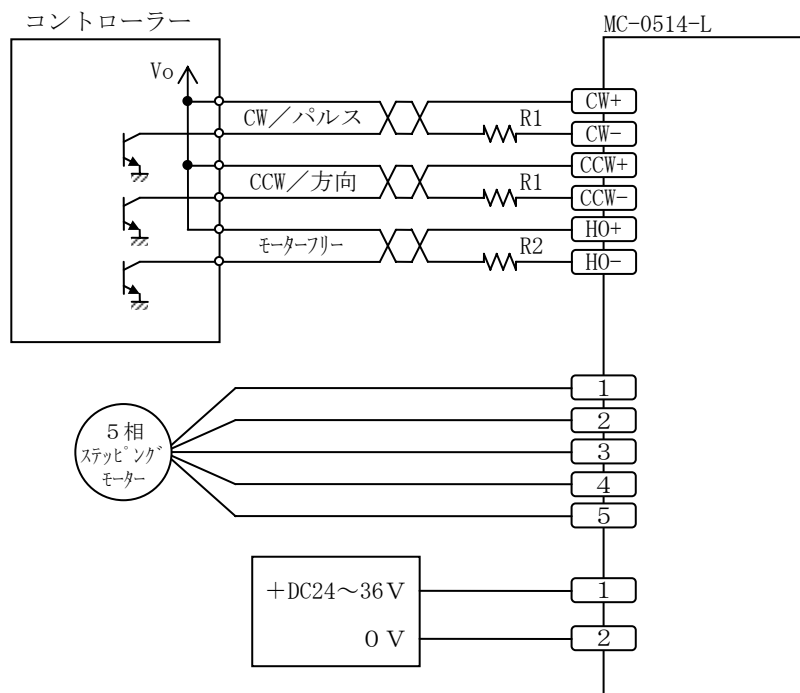 コントローラー
MC-0514-L
Vo
CW+
CW／パルス
R1
CW-
CCW+
CCW／方向
R1
CCW-
HO+
モーターフリー
R2
HO-
５相
ステッピング
モーター
1
2
3
4
5
＋DC24～36V
1
０V
2